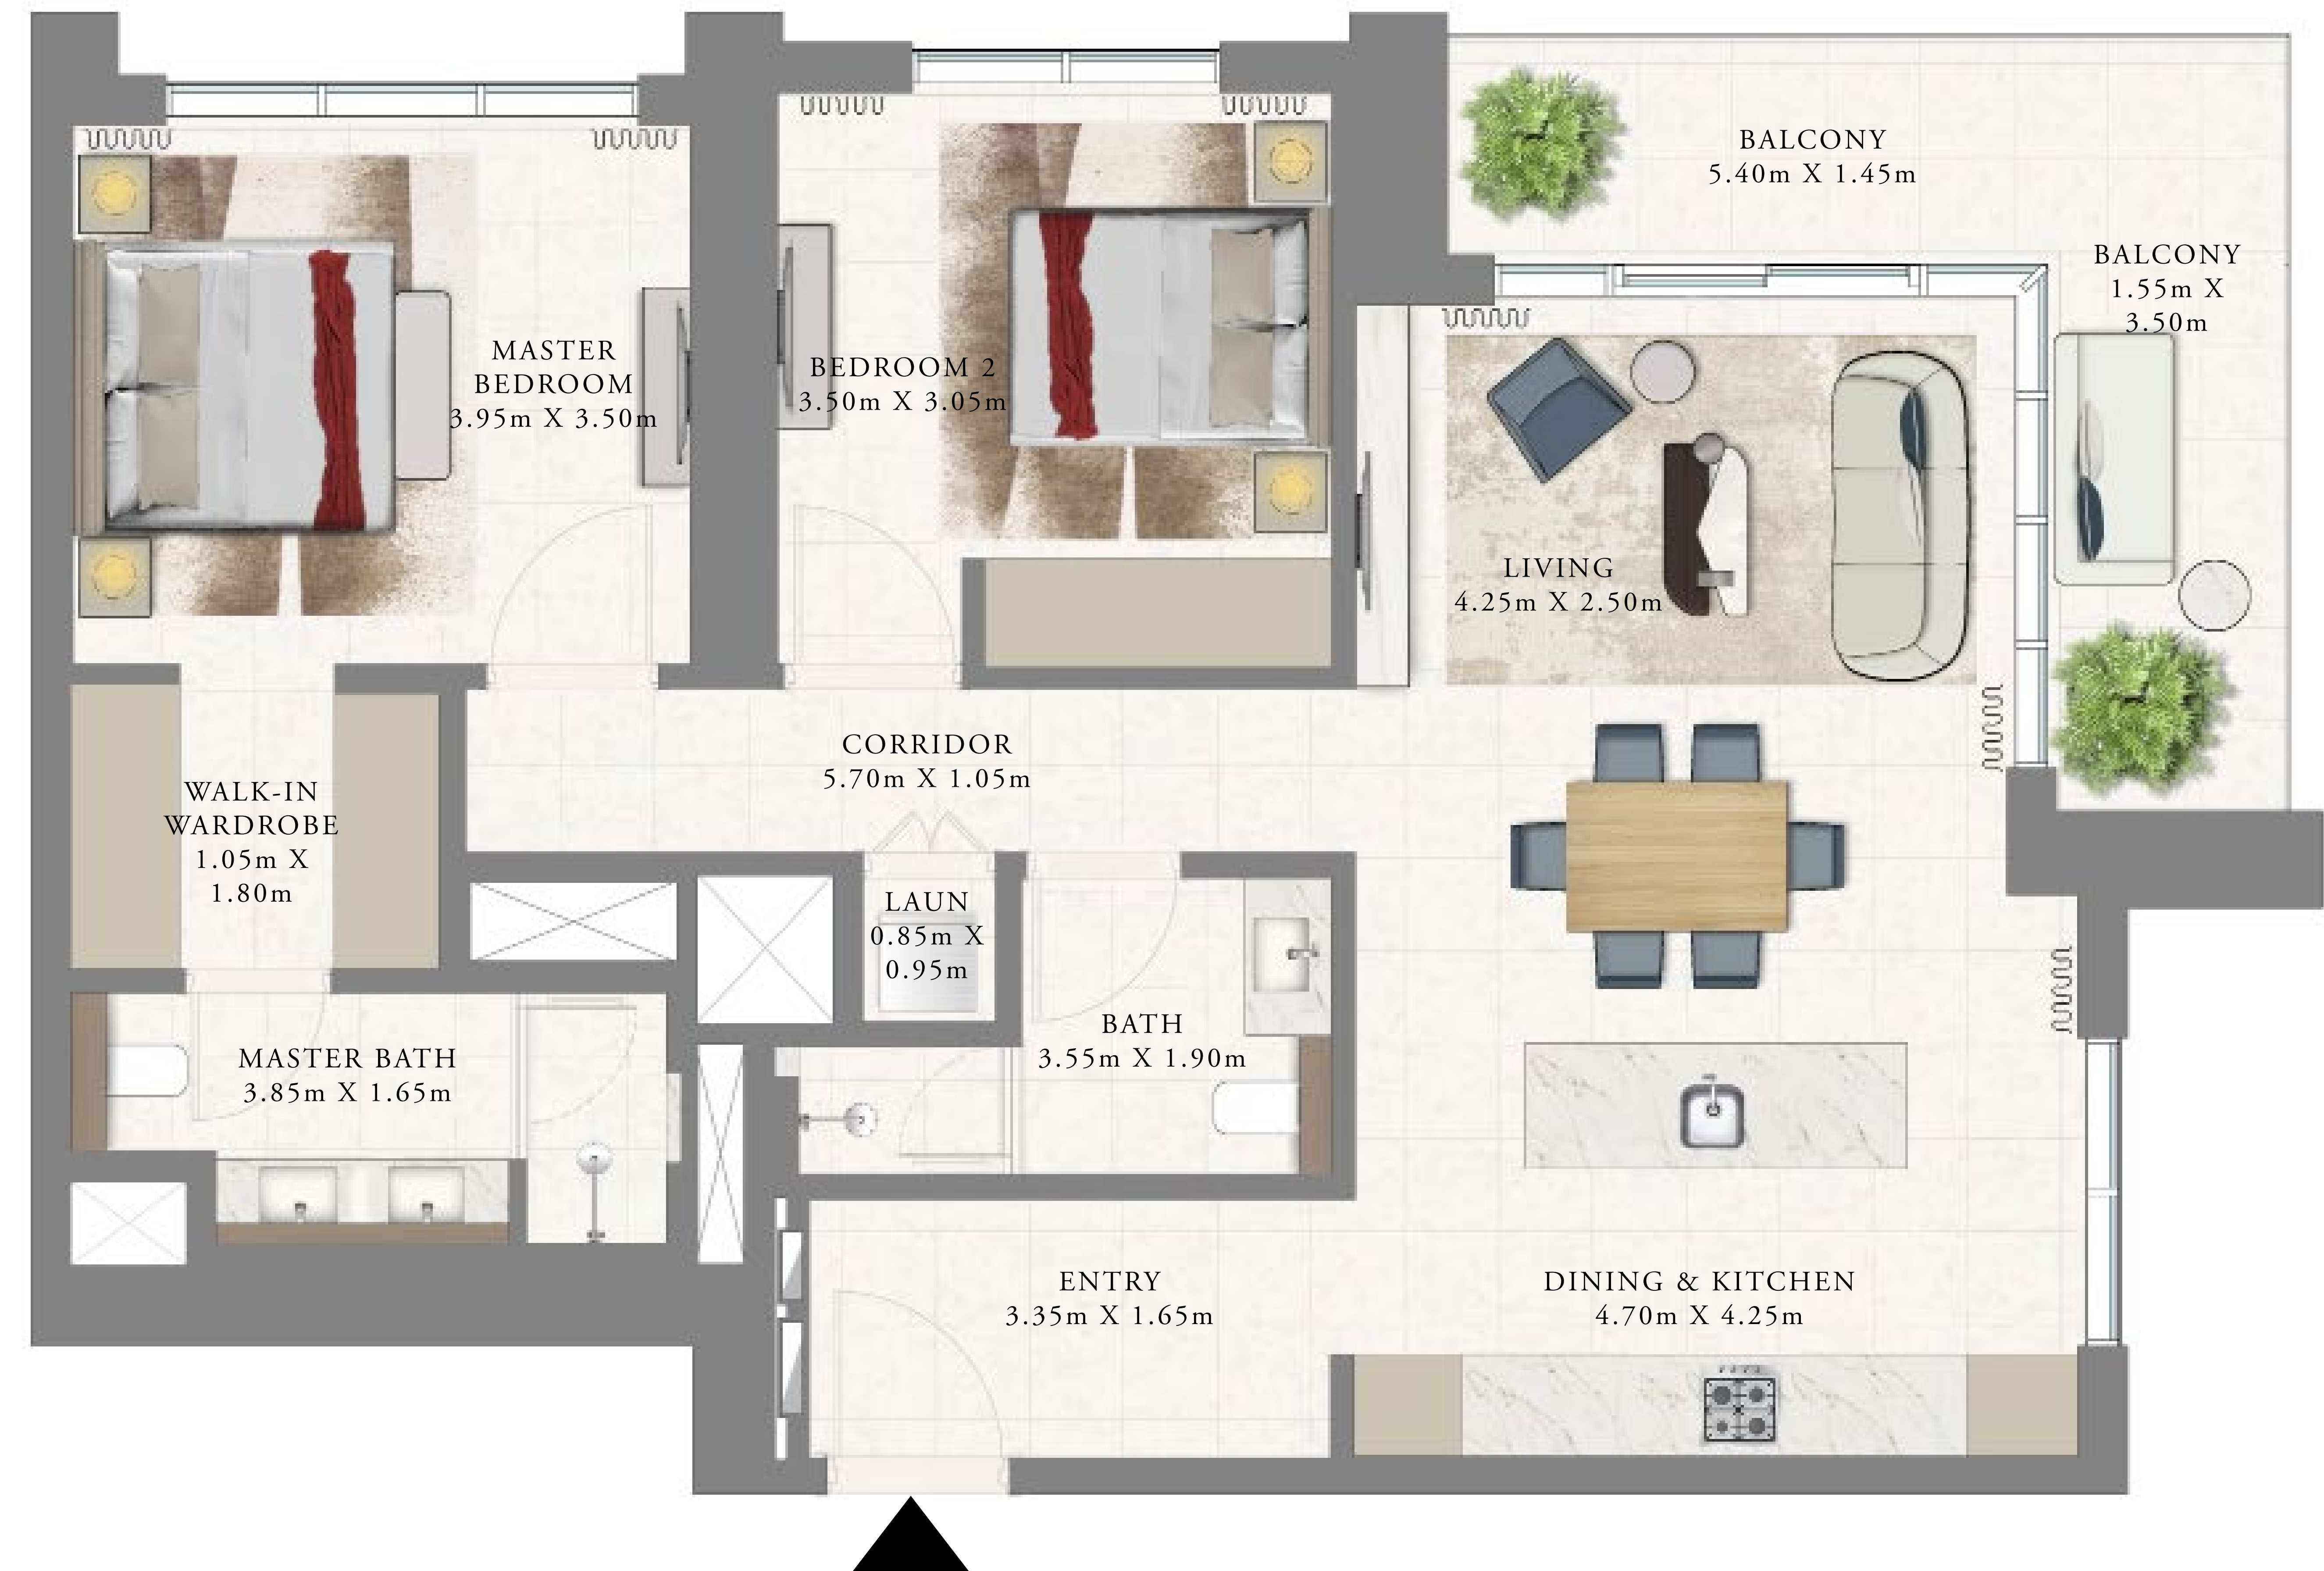 BALCONY
5.40m X 1.45m
BALCONY
1.55m X
3.50m
MASTER
BEDROOM
3.95m X 3.50m
BEDROOM 2
3.50m X 3.05m
LIVING
4.25m X 2.50m
CORRIDOR
5.70m X 1.05m
WALK-IN
WARDROBE
1.05m X
1.80m
LAUN
0.85m X
0.95m
BATH
3.55m X 1.90m
MASTER BATH
3.85m X 1.65m
ENTRY
3.35m X 1.65m
DINING & KITCHEN
4.70m X 4.25m